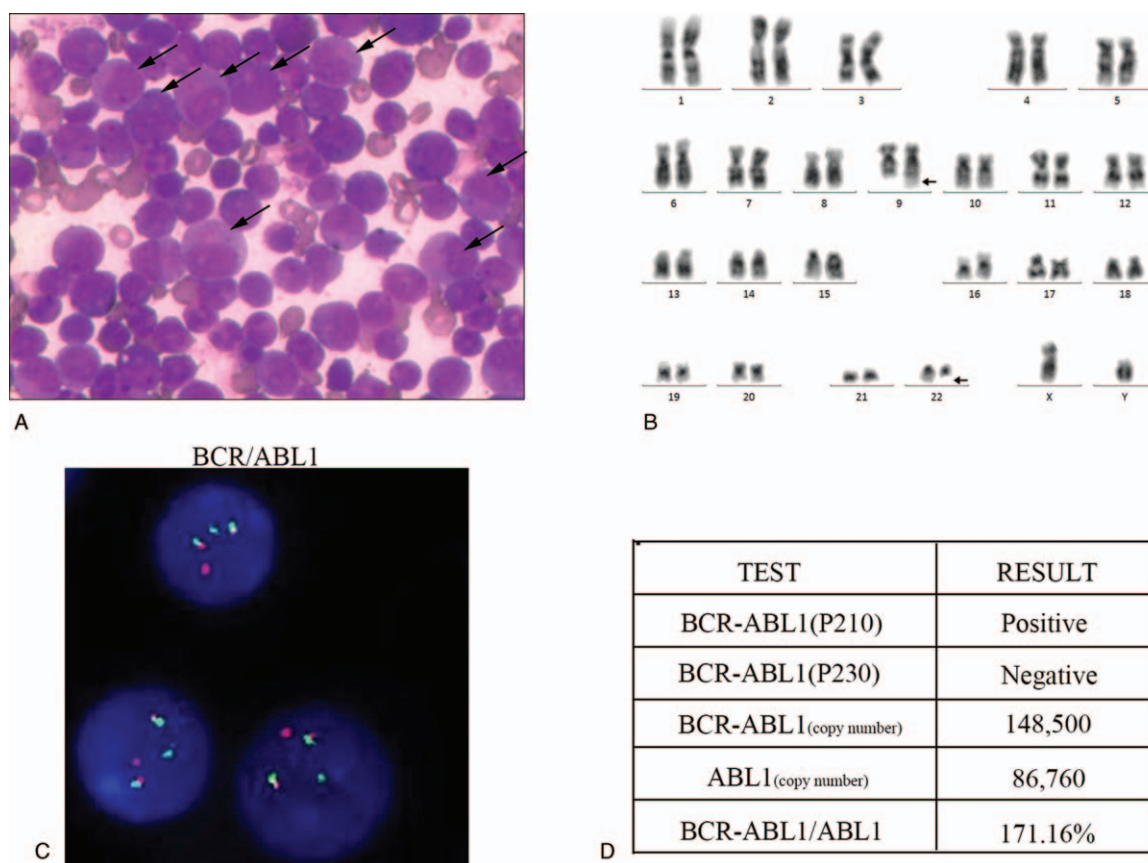 1 2 3 4 5
6 7 8 9 10 11 12
13 14 15 16 17 18
19 20 21 22 X Y
A
B
BCR/ABL1
TEST RESULT
BCR-ABL1(P210) Positive
BCR-ABL1(P230) Negative
BCR-ABL1(copy number) 148,500
ABL1(copy number) 86,760
BCR-ABL1/ABL1 171.16%
C
D